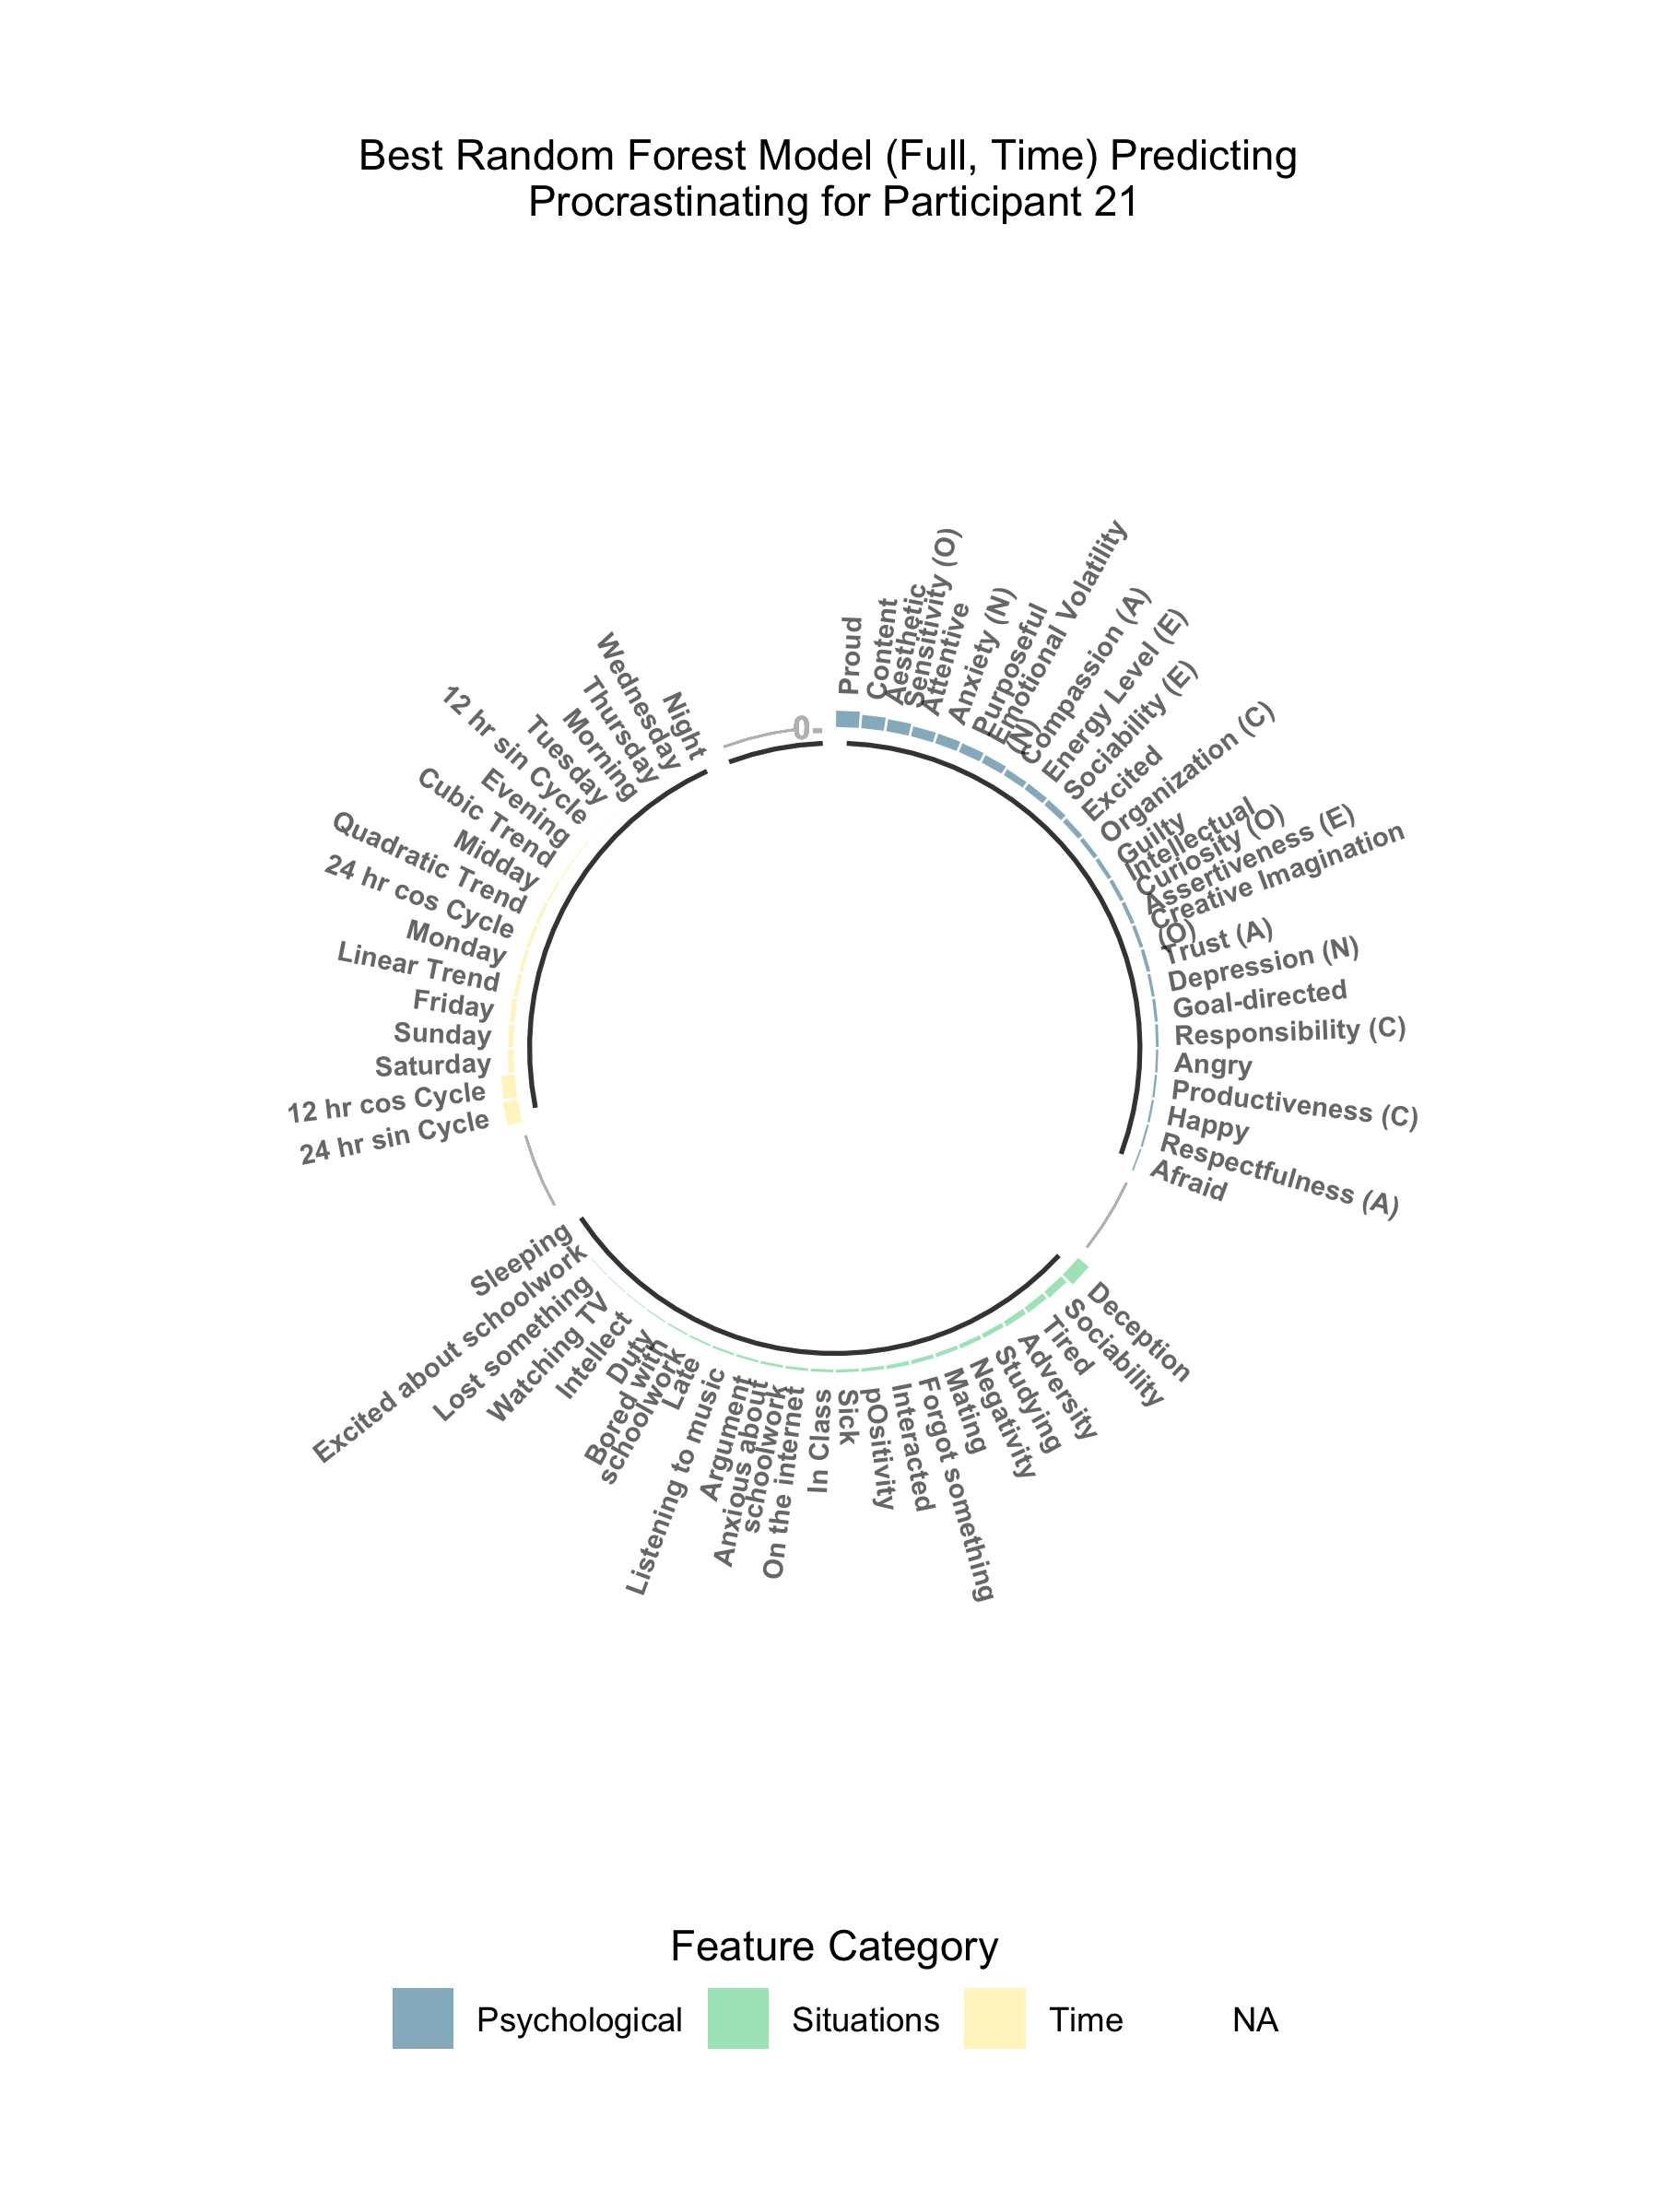 Best Random Forest Model (Full, Time) Predicting
Procrastinating for Participant 21
0-
Proud
Content
Aesthetic
Sensitivity (O)
Attentive
Anxiety (N)
Purposeful
Emotional Volatility
(N)
Compassion (A)
Energy Level (E)
Sociability (E)
Excited
Organization (C)
Guilty
Intellectual
Curiosity (O)
Assertiveness (E)
Creative Imagination
(O)
Trust (A)
Depression (N)
Goal-directed
Responsibility (C)
Angry
Productiveness (C)
Happy
Respectfulness (A)
Afraid
Deception
Sociability
Tired
Adversity
Studying
Negativity
Mating
Forgot something
Interacted
pOsitivity
Sick
In Class
On the internet
Anxious about
schoolwork
Argument
Listening to music
Late
Bored with
schoolwork
Duty
Intellect
Watching TV
Lost something
Excited about schoolwork
Sleeping
24 hr sin Cycle
12 hr cos Cycle
Saturday
Sunday
Friday
Linear Trend
Monday
24 hr cos Cycle
Quadratic Trend
Midday
Cubic Trend
Evening
12 hr sin Cycle
Tuesday
Morning
Thursday
Wednesday
Night
Feature Category
Psychological
Situations
Time
NA